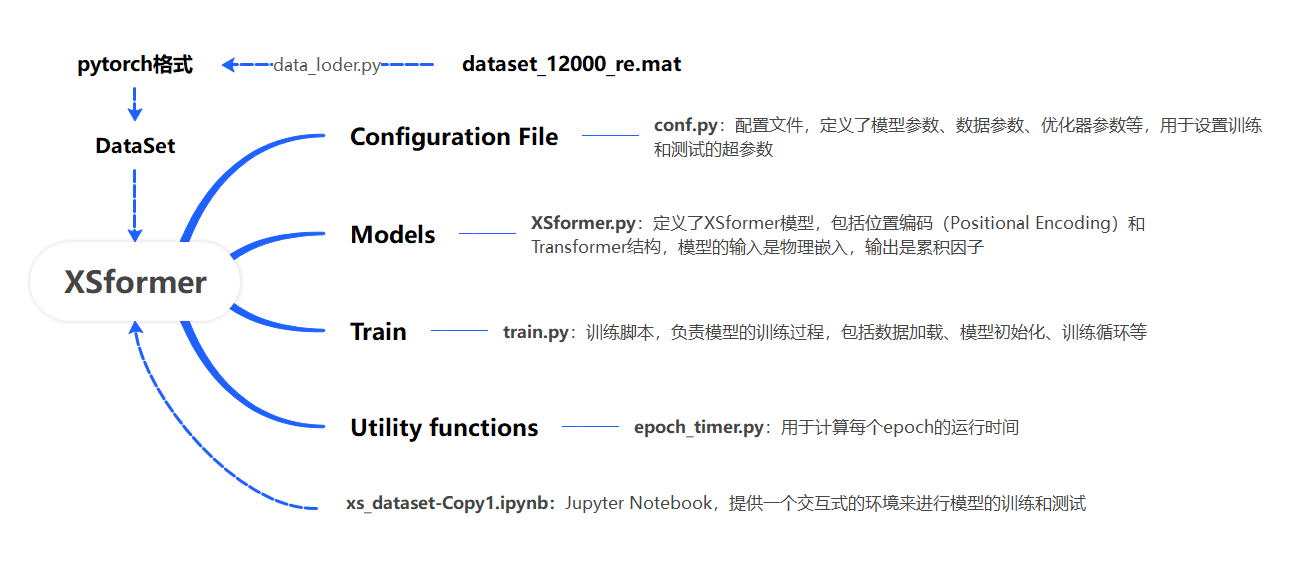 pytorch格式
data_loder.py
dataset_12000_re.mat
DataSet
XSformer
Configuration File
conf.py：配置文件，定义了模型参数、数据参数、优化器参数等，用于设置训练
和测试的超参数
Models
XSformer.py：定义了XSformer模型，包括位置编码（Positional Encoding）和
Transformer结构，模型的输入是物理嵌入，输出是累积因子
Train
train.py：训练脚本，负责模型的训练过程，包括数据加载、模型初始化、训练循环等
Utility functions
epoch_timer.py：用于计算每个epoch的运行时间
xs_dataset-Copy1.ipynb：Jupyter Notebook，提供一个交互式的环境来进行模型的训练和测试